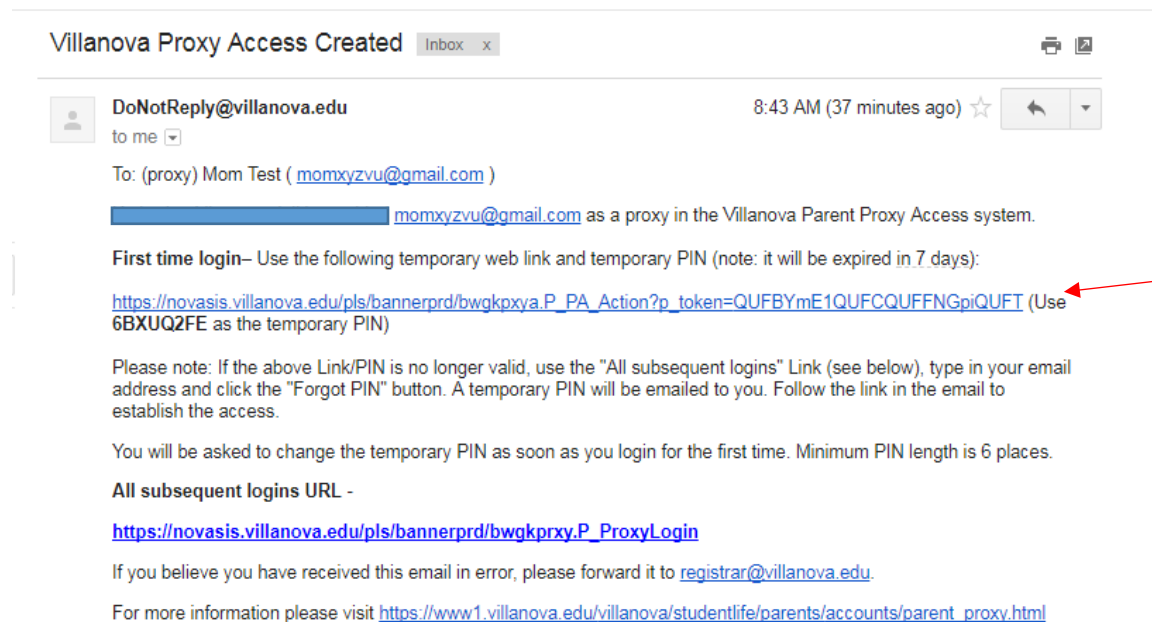 Villanova Proxy Access Created Inbox x
DoNotReply@villanova.edu 8:43 AM (37 minutes ago)
to me
To: (proxy) Mom Test ( momxyzvu@gmail.com )
momxyzvu@gmail.com as a proxy in the Villanova Parent Proxy Access system.
First time login– Use the following temporary web link and temporary PIN (note: it will be expired in 7 days):
https://novasis.villanova.edu/pls/bannerprd/bwgkpxya.P_PA_Action?p_token=QUFBYmE1QUFCQUFFNGpiQUFT (Use
6BXUQ2FE as the temporary PIN)
Please note: If the above Link/PIN is no longer valid, use the "All subsequent logins" Link (see below), type in your email
address and click the "Forgot PIN" button. A temporary PIN will be emailed to you. Follow the link in the email to
establish the access.
You will be asked to change the temporary PIN as soon as you login for the first time. Minimum PIN length is 6 places.
All subsequent logins URL -
https://novasis.villanova.edu/pls/bannerprd/bwgkprxy.P_ProxyLogin
If you believe you have received this email in error, please forward it to registrar@villanova.edu.
For more information please visit https://www1.villanova.edu/villanova/studentlife/parents/accounts/parent_proxy.html